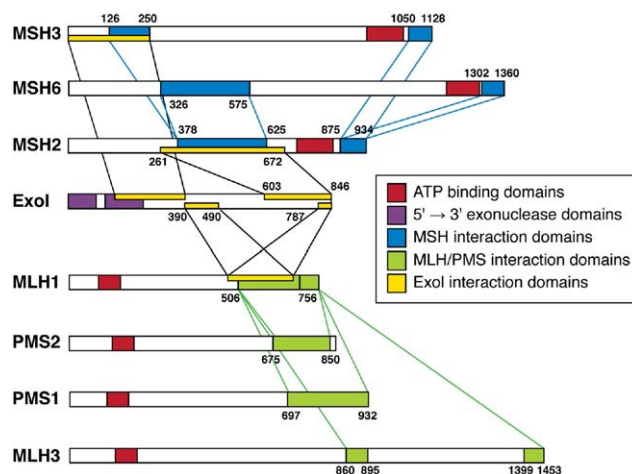 126 250 1050 1128
MSH3
MSH6
326 575 1302 1360
378 625 875 934
MSH2
261 672
603 846
ExoI
390 490 787
MLH1
506 756
PMS2
675 850
PMS1
697 932
MLH3
860 895 1399 1453
ATP binding domains
5' → 3' exonuclease domains
MSH interaction domains
MLH/PMS interaction domains
ExoI interaction domains